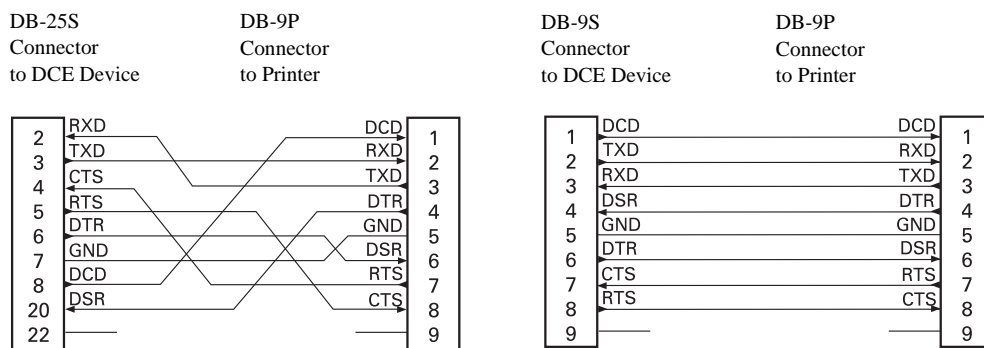 DB-25S
Connector
to DCE Device
DB-9P
Connector
to Printer
2 RXD DCD 1
3 TXD RXD 2
4 CTS TXD 3
5 RTS DTR 4
6 DTR GND 5
7 GND DSR 6
8 DCD RTS 7
20 DSR CTS 8
22 9
DB-9S
Connector
to DCE Device
DB-9P
Connector
to Printer
1 DCD DCD 1
2 TXD RXD 2
3 RXD TXD 3
4 DSR DTR 4
5 GND GND 5
6 DTR DSR 6
7 CTS RTS 7
8 RTS CTS 8
9 9